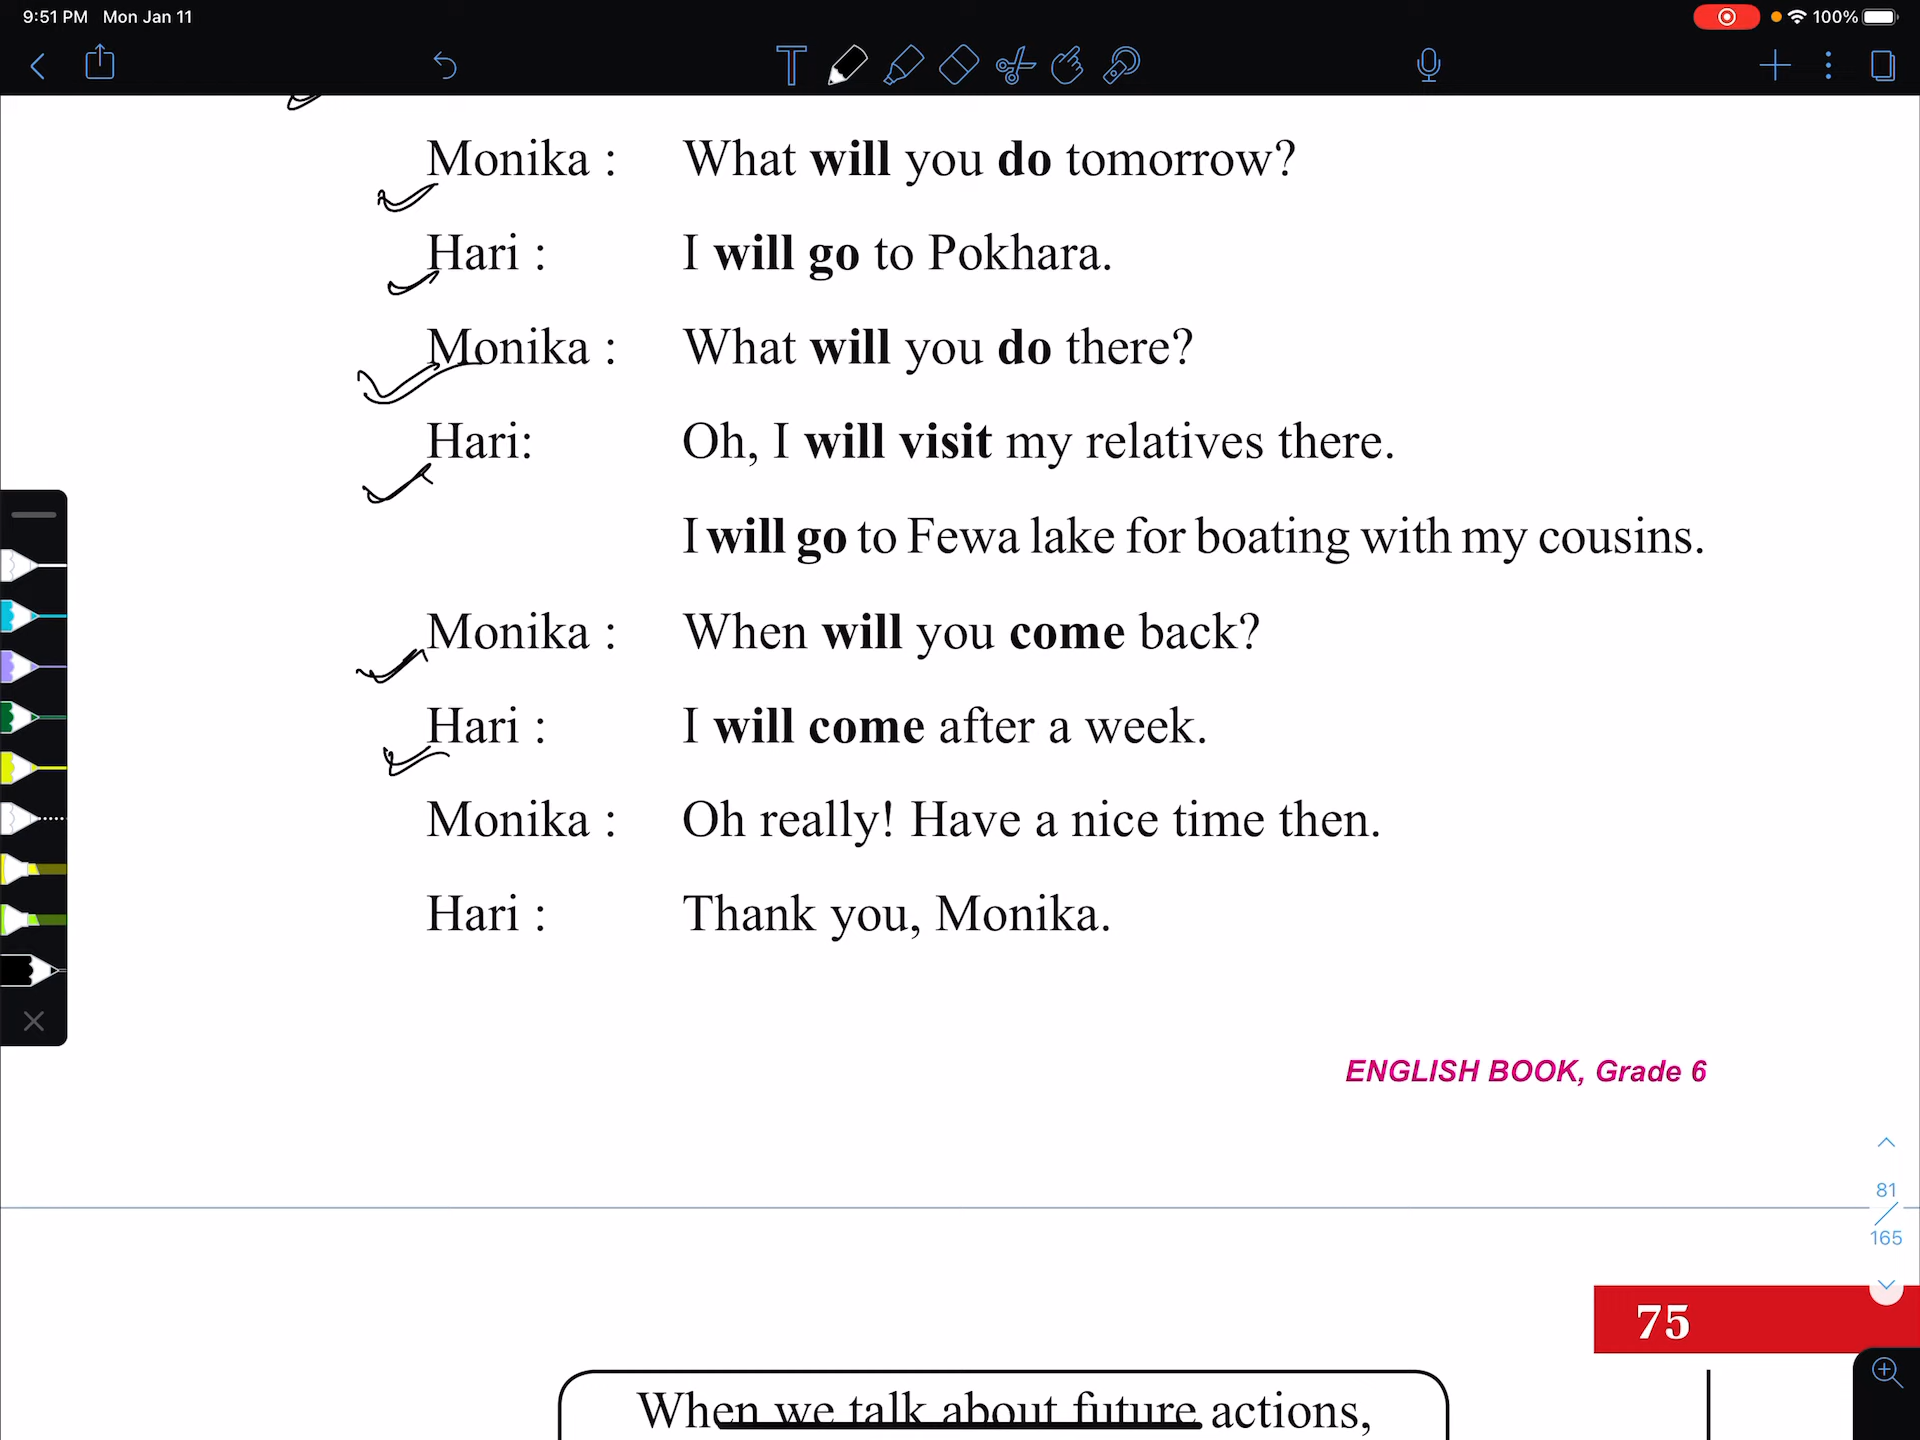 9:51 PM Mon Jan 11
100%
Monika : What will you do tomorrow?
Hari : I will go to Pokhara.
Monika : What will you do there?
Hari: Oh, I will visit my relatives there.
I will go to Fewa lake for boating with my cousins.
Monika : When will you come back?
Hari : I will come after a week.
Monika : Oh really! Have a nice time then.
Hari : Thank you, Monika.
ENGLISH BOOK, Grade 6
81
165
75
When we talk about future actions,